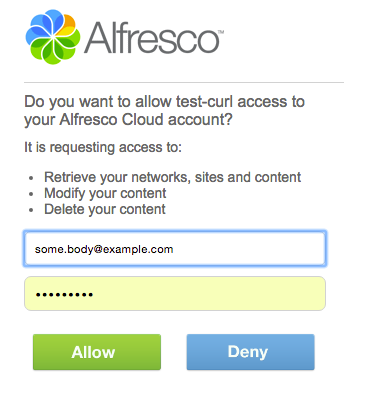 Alfresco™
Do you want to allow test-curl access to
your Alfresco Cloud account?
It is requesting access to:
• Retrieve your networks, sites and content
• Modify your content
• Delete your content
some.body@example.com
•••••••••
Allow
Deny